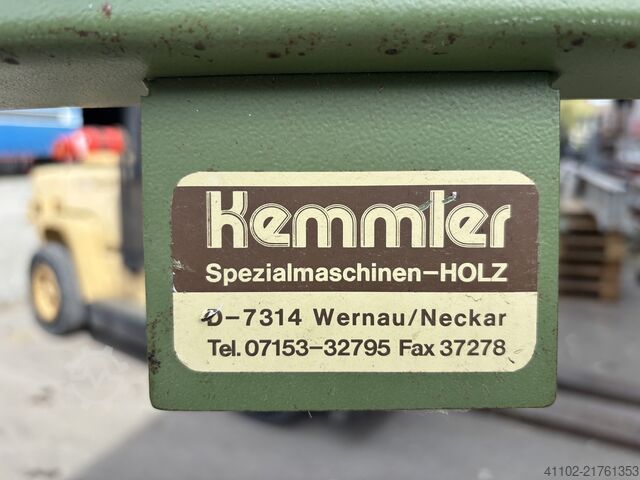 Kemmler
Spezialmaschinen-HOLZ
D-7314 Wernau/Neckar
Tel. 07153-32795 Fax 37278
41102-21761353